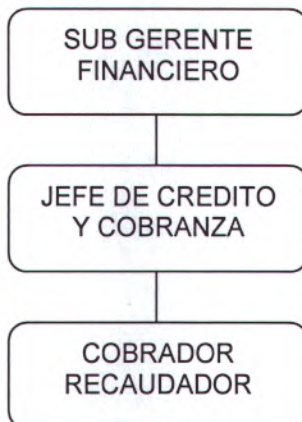 SUB GERENTE
FINANCIERO
JEFE DE CREDITO
Y COBRANZA
COBRADOR
RECAUDADOR